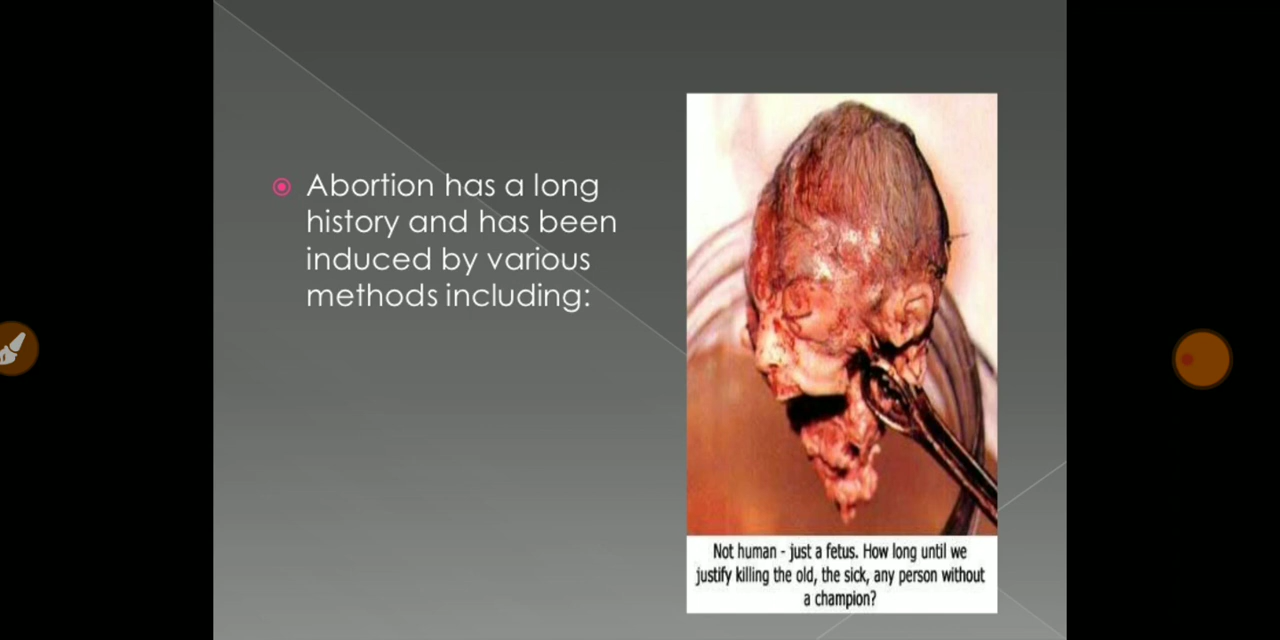 Abortion has a long
history and has been
induced by various
methods including:
Not human - just a fetus. How long until we
justify killing the old, the sick, any person without
a champion?